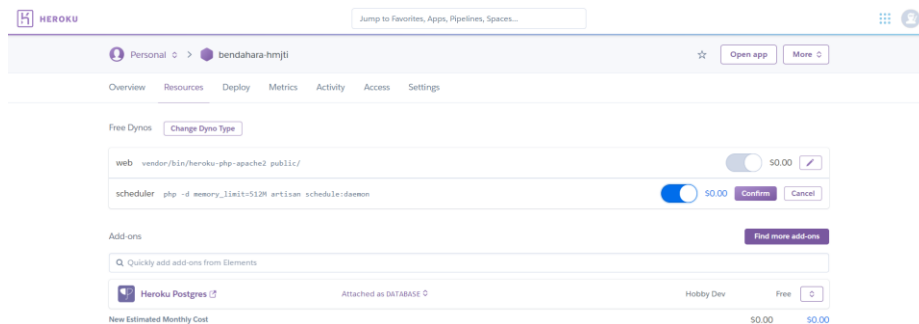 HEROKU
Jump to Favorites, Apps, Pipelines, Spaces...
Personal > bendahara-hmjti
Open app More
Overview Resources Deploy Metrics Activity Access Settings
Free Dynos Change Dyno Type
web vendor/bin/heroku-php-apache2 public/ $0.00
scheduler php -d memory_limit=512M artisan schedule:daemon $0.00 Confirm Cancel
Add-ons Find more add-ons
Quickly add add-ons from Elements
Heroku Postgres Attached as DATABASE Hobby Dev Free
New Estimated Monthly Cost $0.00 $0.00